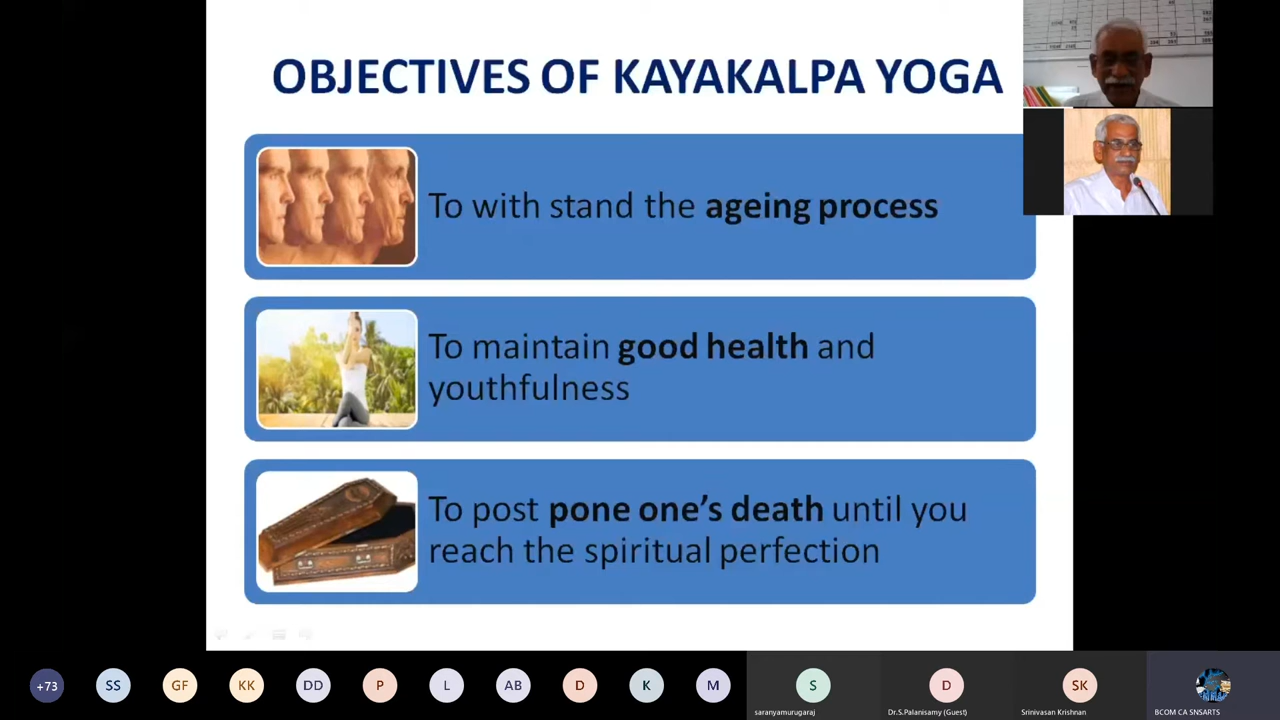 OBJECTIVES OF KAYAKALPA YOGA
To with stand the ageing process
To maintain good health and
youthfulness
To post pone one’s death until you
reach the spiritual perfection
+73
SS
GF
KK
DD
P
L
AB
D
K
M
S
D
SK
saranyamurugaraj
Dr.S.Palanisamy (Guest)
Srinivasan Krishnan
BCOM CA SNSARTS